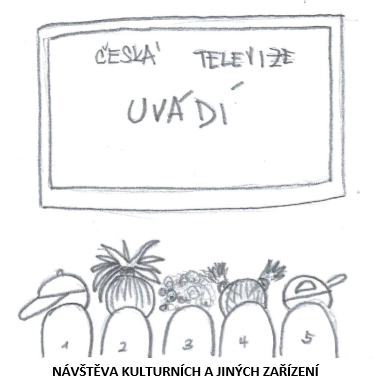 ČESKÁ TELEVIZE
UVÁDÍ
1 2 3 4 5
NÁVŠTĚVA KULTURNÍCH A JINÝCH ZAŘÍZENÍ